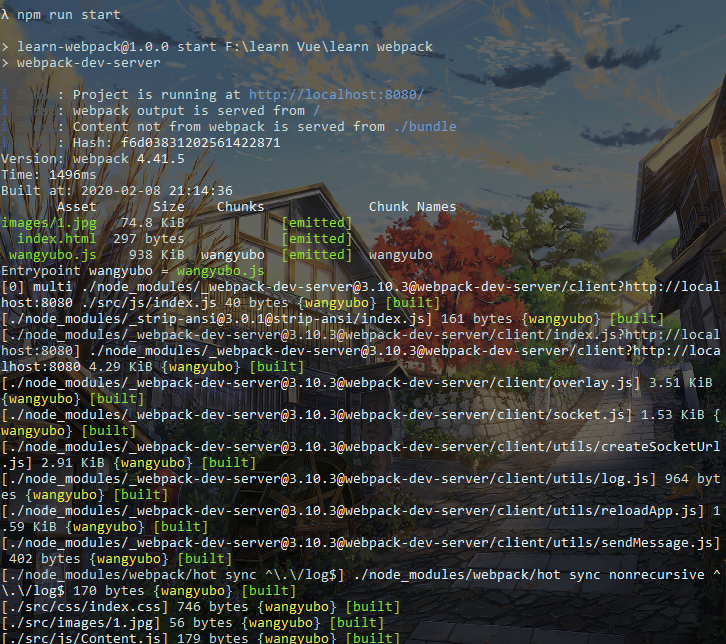 λ npm run start
> learn-webpack@1.0.0 start F:\learn Vue\learn webpack
> webpack-dev-server
i : Project is running at http://localhost:8080/
i : webpack output is served from /
i : Content not from webpack is served from ./bundle
i : Hash: f6d03831202561422871
Version: webpack 4.41.5
Time: 1496ms
Built at: 2020-02-08 21:14:36
Asset Size Chunks Chunk Names
images/1.jpg 74.8 KiB [emitted]
index.html 297 bytes [emitted]
wangyubo.js 938 KiB wangyubo [emitted] wangyubo
Entrypoint wangyubo = wangyubo.js
[0] multi ./node_modules/_webpack-dev-server@3.10.3@webpack-dev-server/client?http://local
host:8080 ./src/js/index.js 40 bytes {wangyubo} [built]
[./node_modules/_strip-ansi@3.0.1@strip-ansi/index.js] 161 bytes {wangyubo} [built]
[./node_modules/_webpack-dev-server@3.10.3@webpack-dev-server/client/index.js?http://local
host:8080] ./node_modules/_webpack-dev-server@3.10.3@webpack-dev-server/client?http://loca
lhost:8080 4.29 KiB {wangyubo} [built]
[./node_modules/_webpack-dev-server@3.10.3@webpack-dev-server/client/overlay.js] 3.51 KiB
{wangyubo} [built]
[./node_modules/_webpack-dev-server@3.10.3@webpack-dev-server/client/socket.js] 1.53 KiB {
wangyubo} [built]
[./node_modules/_webpack-dev-server@3.10.3@webpack-dev-server/client/utils/createSocketUrl
.js] 2.91 KiB {wangyubo} [built]
[./node_modules/_webpack-dev-server@3.10.3@webpack-dev-server/client/utils/log.js] 964 byt
es {wangyubo} [built]
[./node_modules/_webpack-dev-server@3.10.3@webpack-dev-server/client/utils/reloadApp.js] 1
.59 KiB {wangyubo} [built]
[./node_modules/_webpack-dev-server@3.10.3@webpack-dev-server/client/utils/sendMessage.js]
402 bytes {wangyubo} [built]
[./node_modules/webpack/hot sync ^\.\/log$] ./node_modules/webpack/hot sync nonrecursive ^
\.\/log$ 170 bytes {wangyubo} [built]
[./src/css/index.css] 746 bytes {wangyubo} [built]
[./src/images/1.jpg] 56 bytes {wangyubo} [built]
[./src/js/Content.js] 179 bytes {wangyubo} [built]